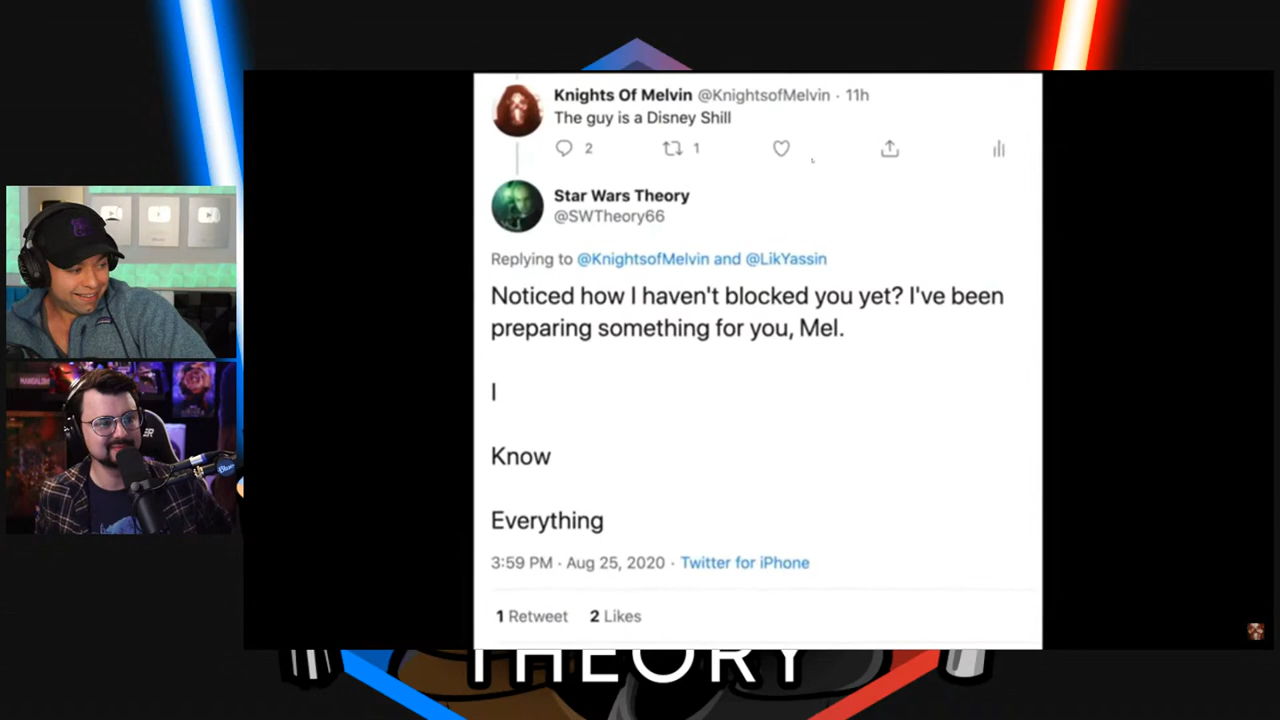 Knights Of Melvin @KnightsofMelvin · 11h
The guy is a Disney Shill
2 1
Star Wars Theory
@SWTheory66
Replying to @KnightsofMelvin and @LikYassin
Noticed how I haven't blocked you yet? I've been
preparing something for you, Mel.
I
Know
Everything
3:59 PM · Aug 25, 2020 · Twitter for iPhone
1 Retweet 2 Likes
THEORY
Blue